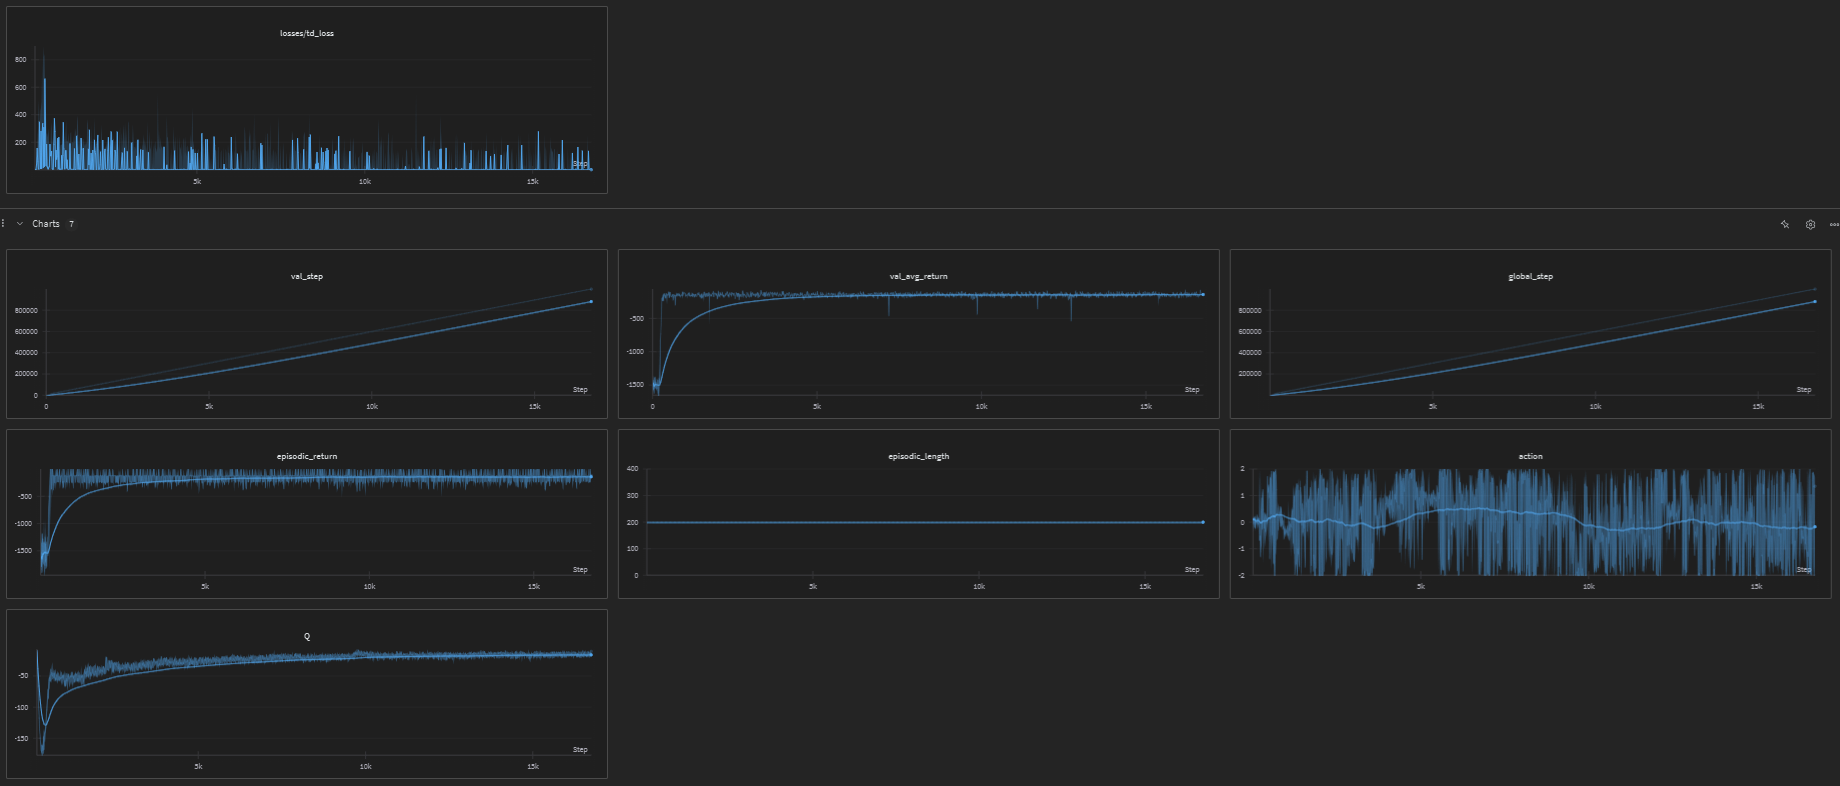 losses/td_loss
800
600
400
200
Step
5k 10k 15k
Charts 7
val_step
800000
600000
400000
200000
0
Step
0 5k 10k 15k
val_avg_return
-500
-1000
-1500
Step
0 5k 10k 15k
global_step
800000
600000
400000
200000
Step
5k 10k 15k
episodic_return
-500
-1000
-1500
Step
5k 10k 15k
episodic_length
400
300
200
100
0
Step
5k 10k 15k
action
2
1
0
-1
-2
Step
5k 10k 15k
Q
-50
-100
-150
Step
5k 10k 15k